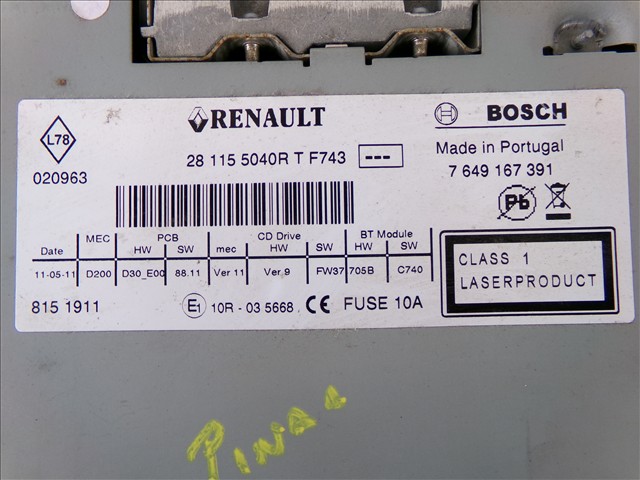 L78
020963
RENAULT
28 115 5040R T F743 ---
BOSCH
Made in Portugal
7 649 167 391
Pb
Date MEC PCB HW SW CD Drive mec HW SW BT Module HW SW
11-05-11 D200 D30_E00 88.11 Ver 11 Ver 9 FW37 705B C740
815 1911
E1 10R - 03 5668 CE FUSE 10A
CLASS 1
LASERPRODUCT